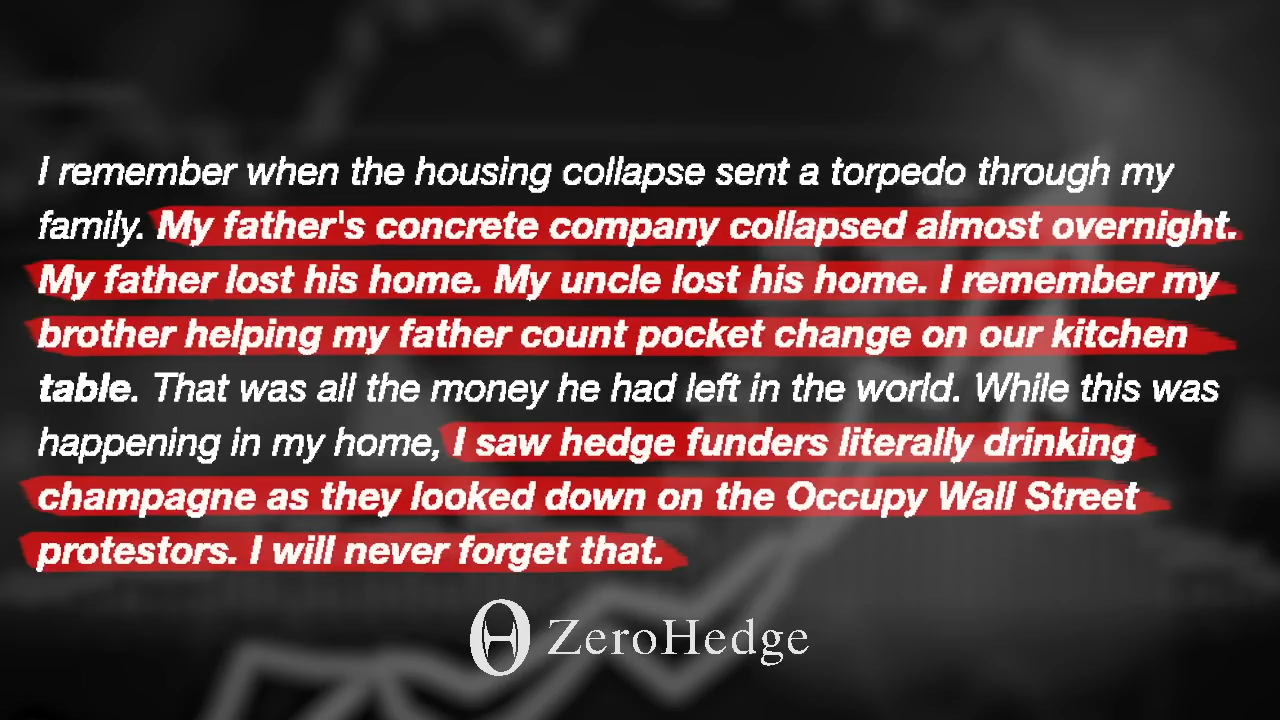 I remember when the housing collapse sent a torpedo through my
family. My father's concrete company collapsed almost overnight.
My father lost his home. My uncle lost his home. I remember my
brother helping my father count pocket change on our kitchen
table. That was all the money he had left in the world. While this was
happening in my home, I saw hedge funders literally drinking
champagne as they looked down on the Occupy Wall Street
protestors. I will never forget that.
ZeroHedge